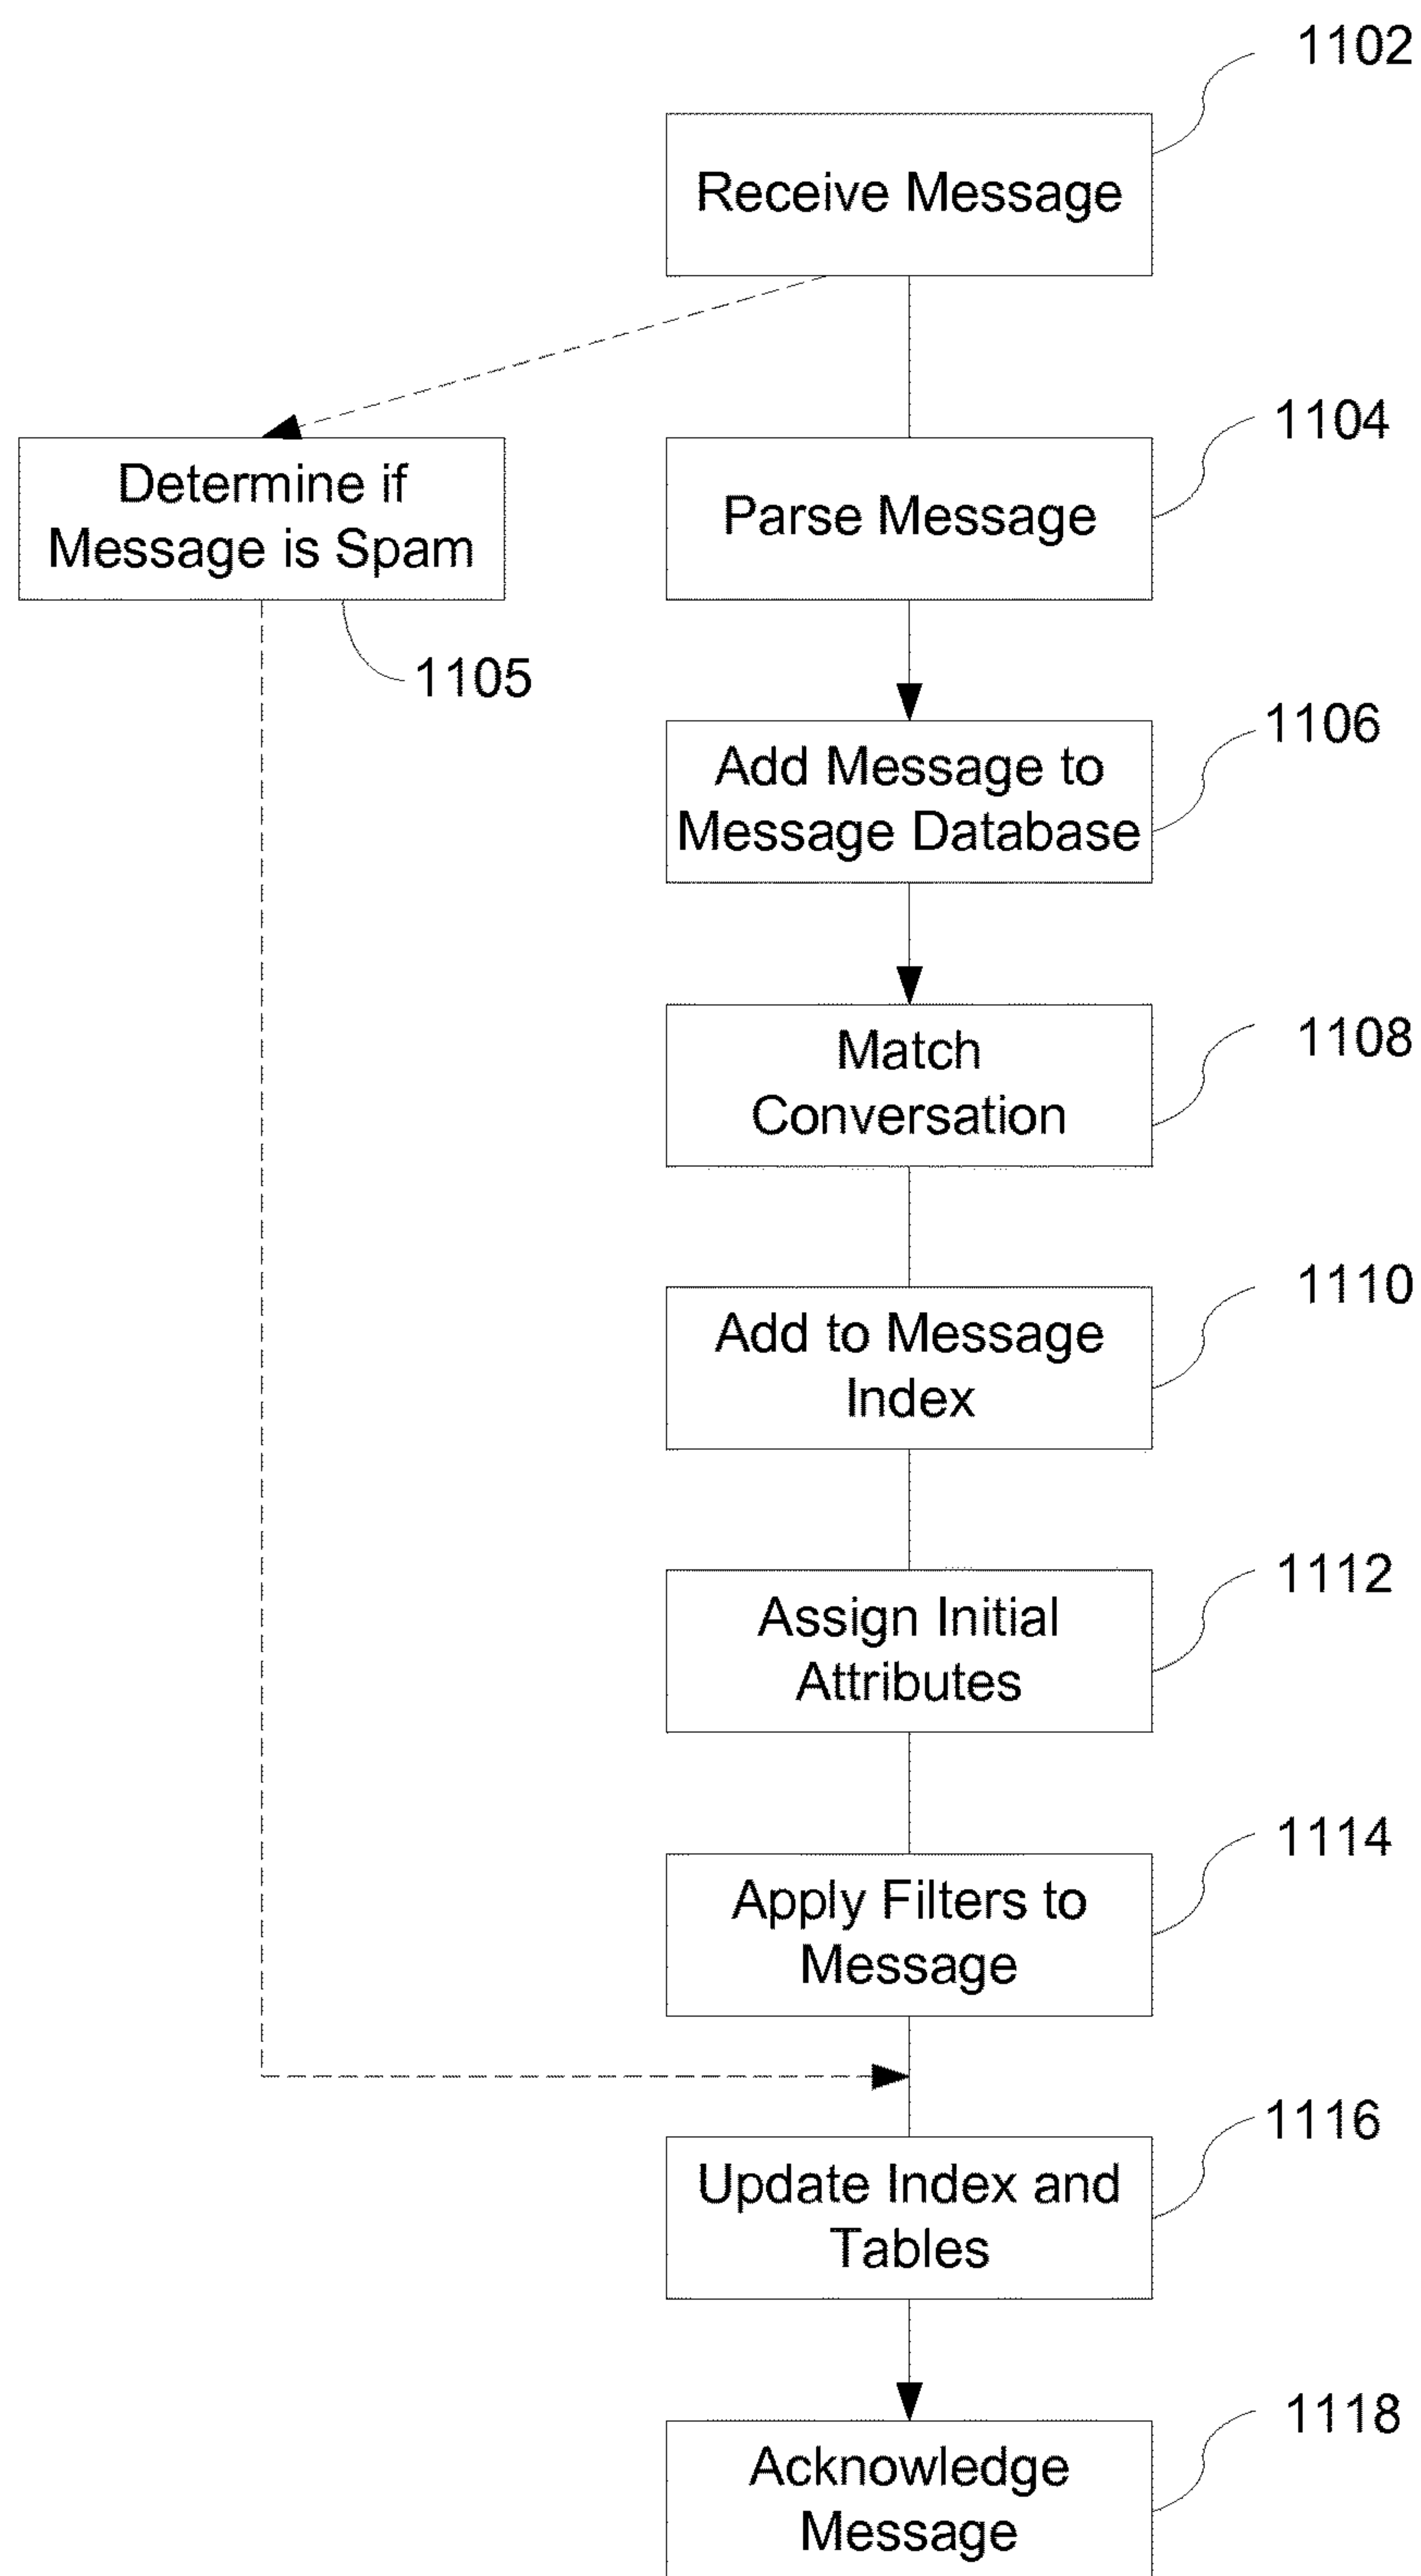 1102
Receive Message
1104
Determine if
Message is Spam
Parse Message
1105
1106
Add Message to
Message Database
1108
Match
Conversation
1110
Add to Message
Index
1112
Assign Initial
Attributes
1114
Apply Filters to
Message
1116
Update Index and
Tables
1118
Acknowledge
Message